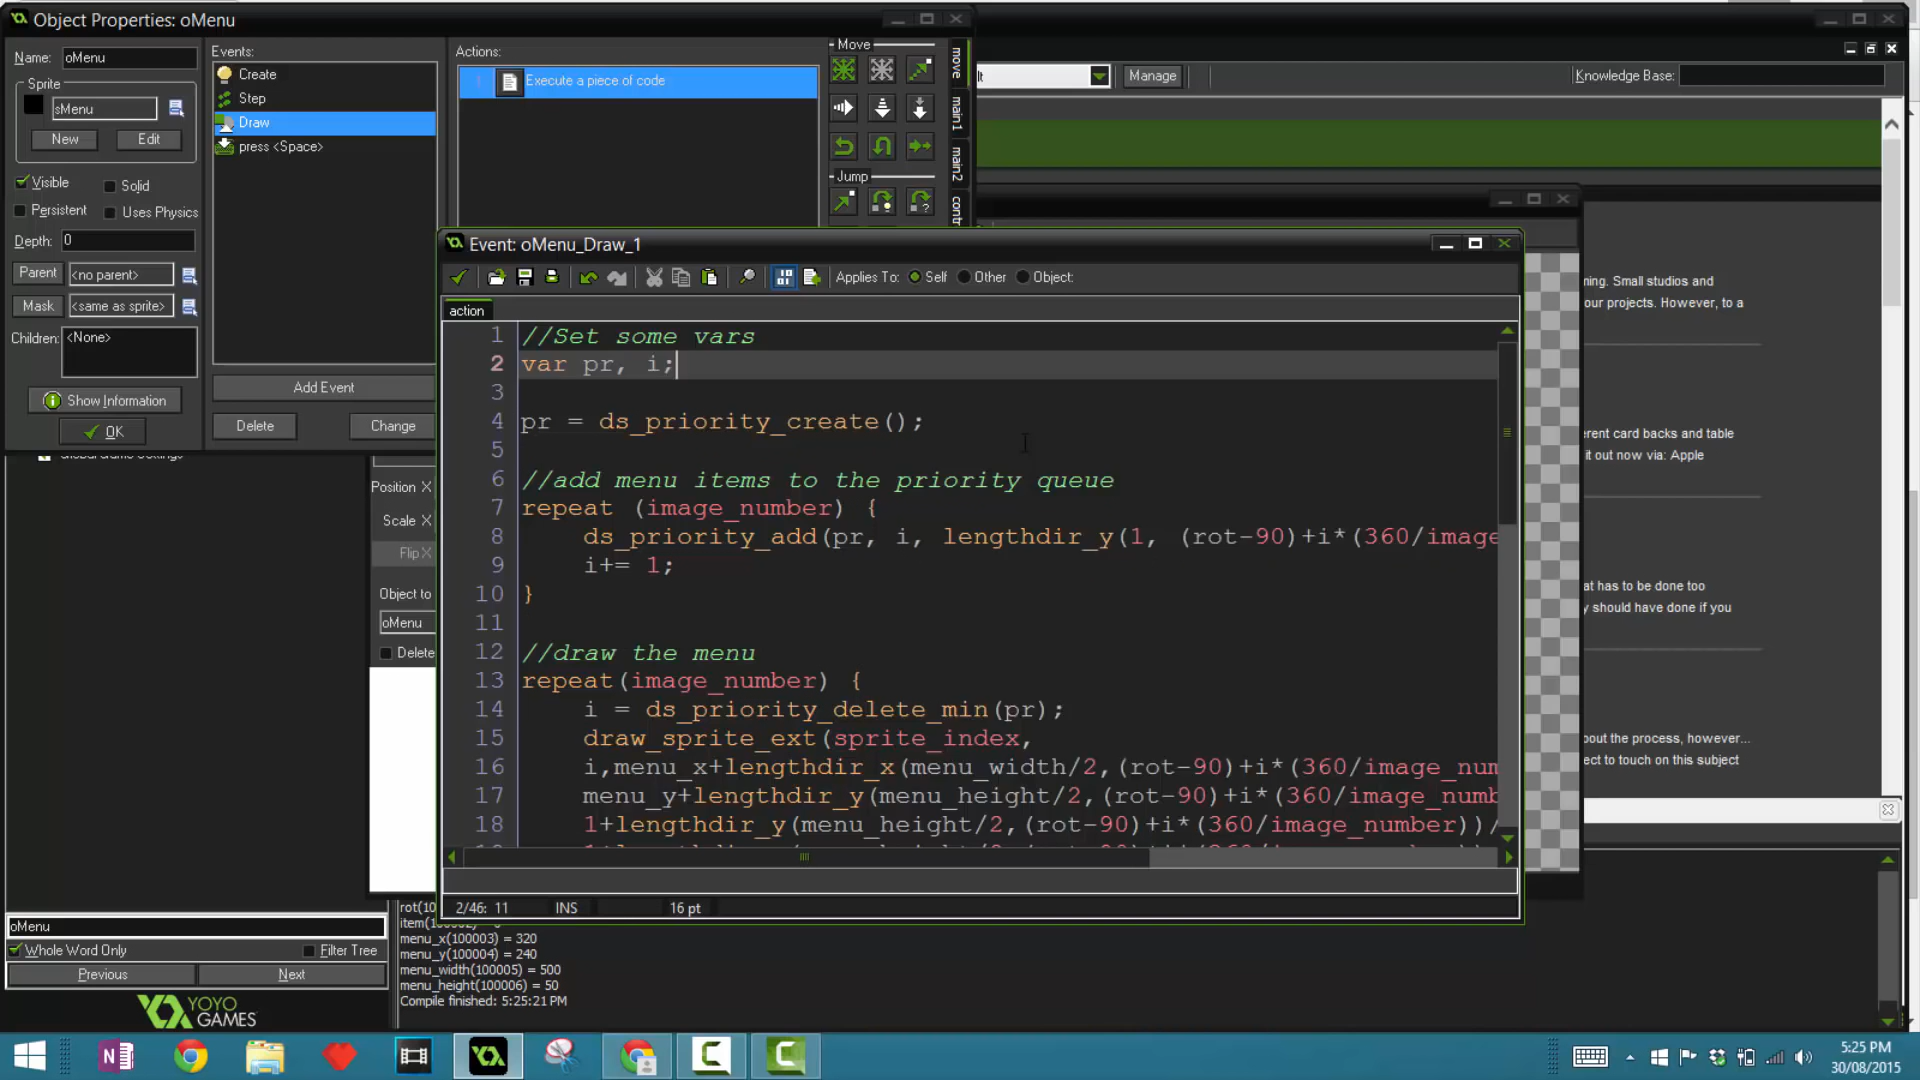 Object Properties: oMenu
Name: oMenu
Sprite
sMenu
New Edit
Visible Solid
Persistent Uses Physics
Depth: 0
Parent <no parent>
Mask <same as sprite>
Children: <None>
Show Information
OK
Events:
Create
Step
Draw
press <Space>
Add Event
Delete Change
Actions:
Execute a piece of code
Move
Jump
move
main1
main2
contr
Manage
Knowledge Base:
Event: oMenu_Draw_1
Applies To: Self Other Object:
action
1 //Set some vars
2 var pr, i;
3
4 pr = ds_priority_create();
5
6 //add menu items to the priority queue
7 repeat (image_number) {
8 ds_priority_add(pr, i, lengthdir_y(1, (rot-90)+i*(360/image
9 i+= 1;
10 }
11
12 //draw the menu
13 repeat(image_number) {
14 i = ds_priority_delete_min(pr);
15 draw_sprite_ext(sprite_index,
16 i,menu_x+lengthdir_x(menu_width/2,(rot-90)+i*(360/image_num
17 menu_y+lengthdir_y(menu_height/2,(rot-90)+i*(360/image_numb
18 1+lengthdir_y(menu_height/2,(rot-90)+i*(360/image_number))/
2/46: 11 INS 16 pt
Position X
Scale X
Flip X
Object to
oMenu
Delete
ming. Small studios and
our projects. However, to a
erent card backs and table
it out now via: Apple
at has to be done too
y should have done if you
bout the process, however...
ect to touch on this subject
oMenu
Whole Word Only Filter Tree
Previous Next
YOYO
GAMES
rot(10
menu_x(100003) = 320
menu_y(100004) = 240
menu_width(100005) = 500
menu_height(100006) = 50
Compile finished: 5:25:21 PM
5:25 PM
30/08/2015